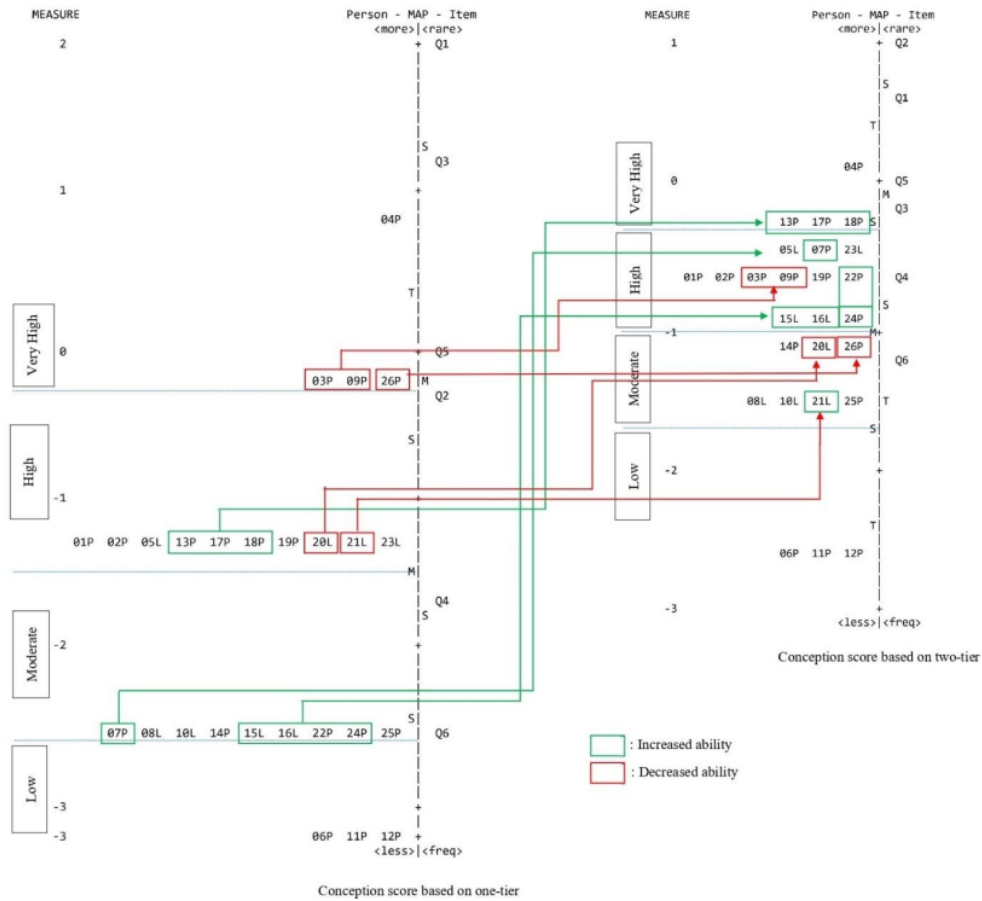 MEASURE Person - MAP - Item
<more>|<rare>
2 + Q1
S
Q3
1 +
04P
T
Very High
0 + Q5
03P 09P 26P M
Q2
S
High
-1 +
01P 02P 05L 13P 17P 18P 19P 20L 21L 23L
M
Q4
S
Moderate
-2 +
S
07P 08L 10L 14P 15L 16L 22P 24P 25P Q6
Low
-3 +
-3 06P 11P 12P +
<less>|<freq>
Conception score based on one-tier
MEASURE Person - MAP - Item
<more>|<rare>
1 + Q2
S
Q1
T
Very High
04P
0 + Q5
M
Q3
13P 17P 18P S
05L 07P 23L
High
01P 02P 03P 09P 19P 22P Q4
S
15L 16L 24P
-1 M+
14P 20L 26P
Q6
Moderate
08L 10L 21L 25P T
S
Low
-2 +
T
06P 11P 12P
-3 +
<less>|<freq>
Conception score based on two-tier
: Increased ability
: Decreased ability